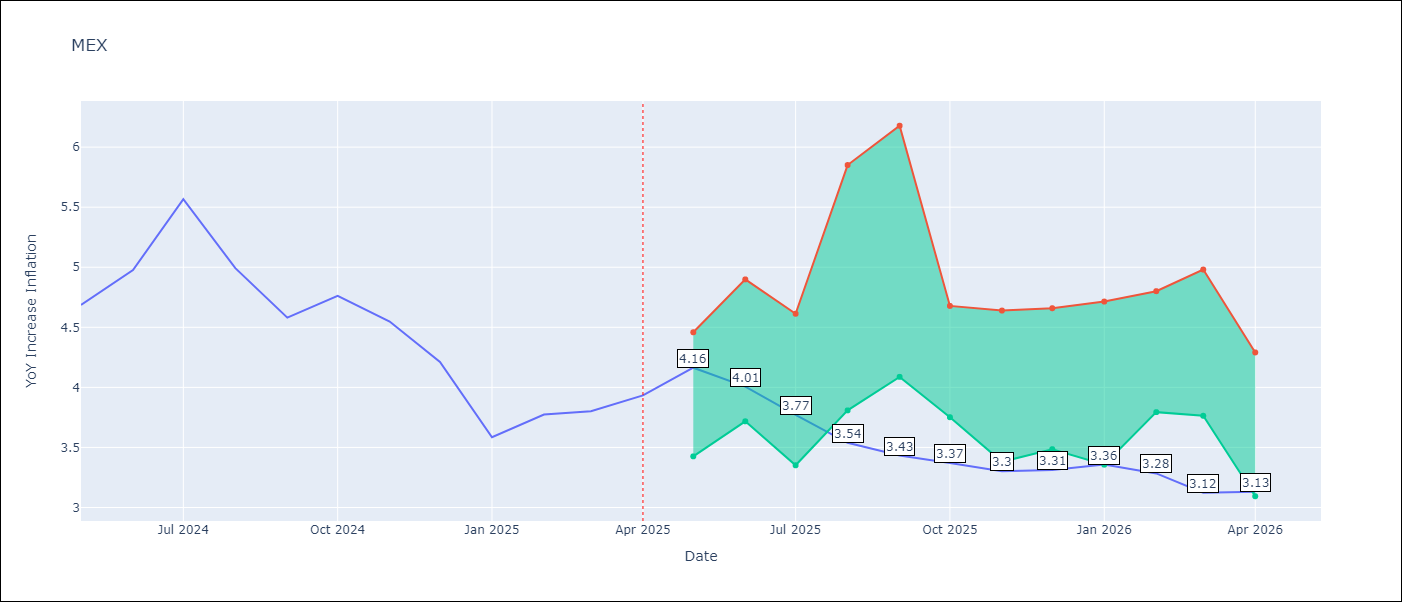 MEX
YoY Increase Inflation
6
5.5
5
4.5
4
3.5
3
4.16
4.01
3.77
3.54
3.43
3.37
3.3
3.31
3.36
3.28
3.12
3.13
Jul 2024
Oct 2024
Jan 2025
Apr 2025
Jul 2025
Oct 2025
Jan 2026
Apr 2026
Date